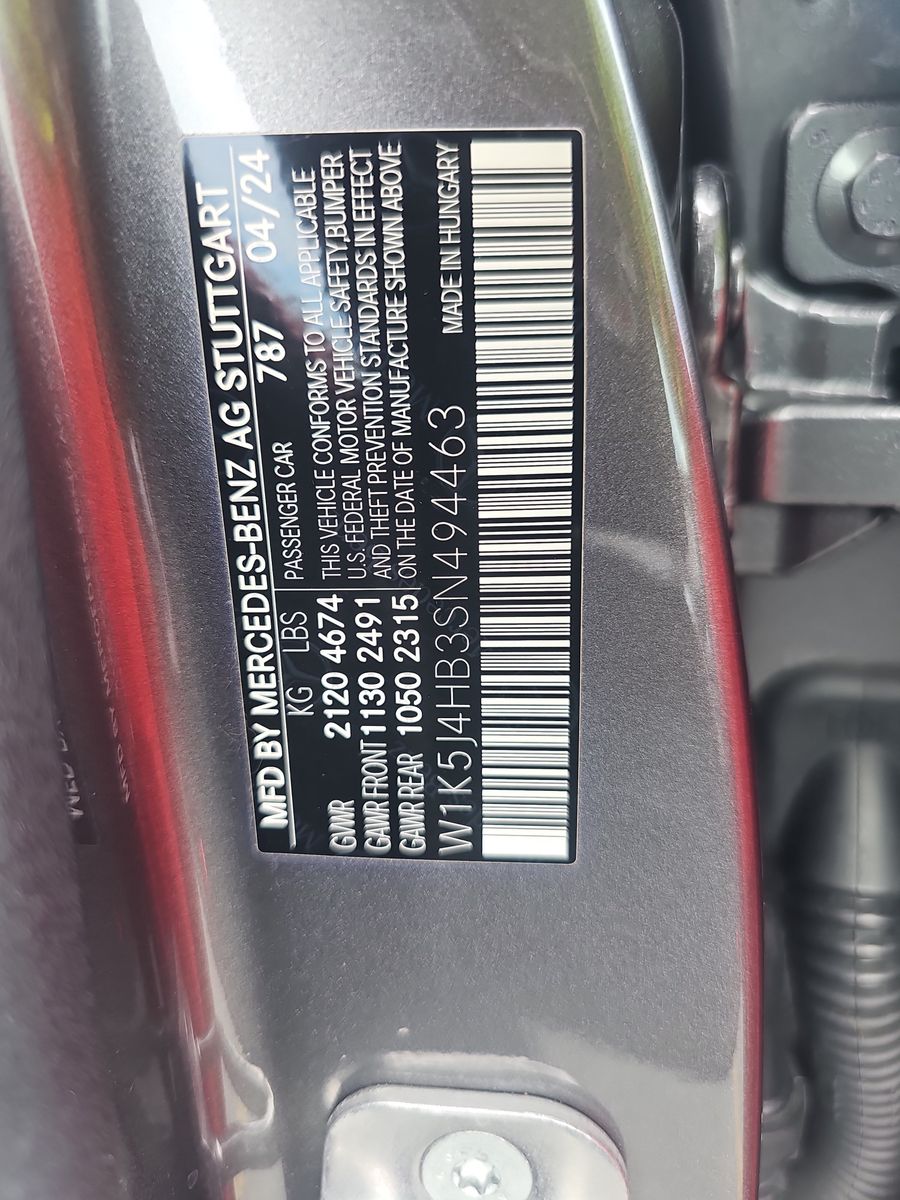 MFD BY MERCEDES-BENZ AG STUTTGART
KG LBS PASSENGER CAR 787 04/24
GVWR 2120 4674 THIS VEHICLE CONFORMS TO ALL APPLICABLE
U.S. FEDERAL MOTOR VEHICLE SAFETY, BUMPER
GAWR FRONT 1130 2491 AND THEFT PREVENTION STANDARDS IN EFFECT
GAWR REAR 1050 2315 ON THE DATE OF MANUFACTURE SHOWN ABOVE
W1K5J4HB3SN494463 MADE IN HUNGARY